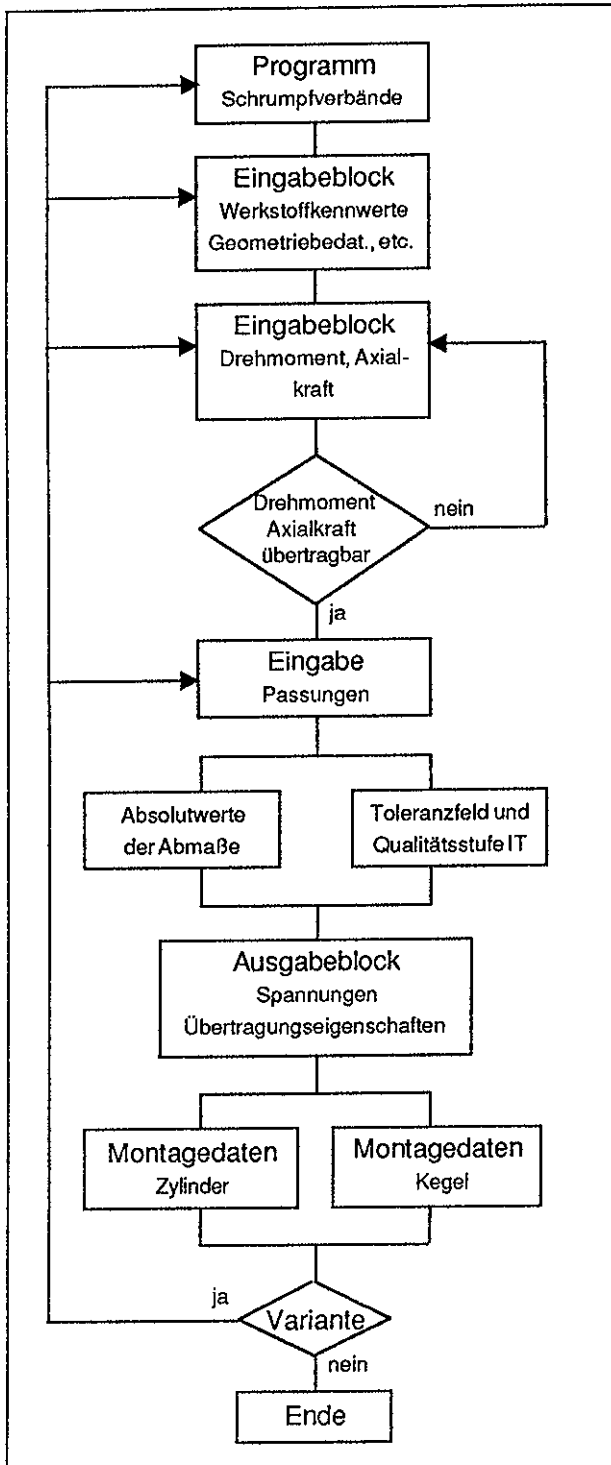 Programm
Schrumpfverbände
Eingabeblock
Werkstoffkennwerte
Geometriebedat., etc.
Eingabeblock
Drehmoment, Axial-
kraft
Drehmoment
Axialkraft
übertragbar
nein
ja
Eingabe
Passungen
Absolutwerte
der Abmaße
Toleranzfeld und
Qualitätsstufe IT
Ausgabeblock
Spannungen
Übertragungseigenschaften
Montagedaten
Zylinder
Montagedaten
Kegel
ja
Variante
nein
Ende